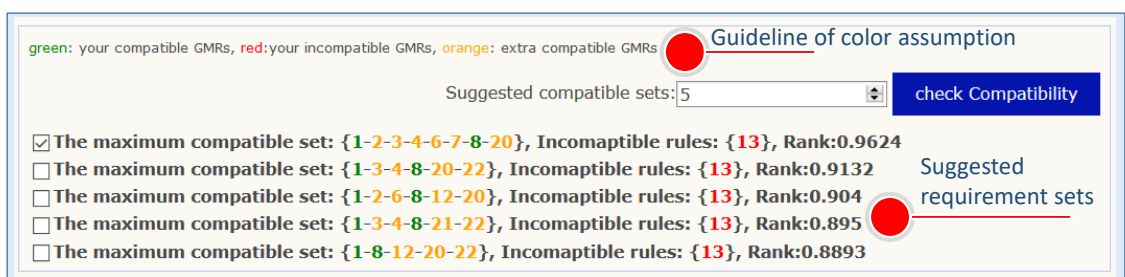 green: your compatible GMRs, red:your incompatible GMRs, orange: extra compatible GMRs
Guideline of color assumption
Suggested compatible sets: 5
check Compatibility
The maximum compatible set: {1-2-3-4-6-7-8-20}, Incomaptible rules: {13}, Rank:0.9624
The maximum compatible set: {1-3-4-8-20-22}, Incomaptible rules: {13}, Rank:0.9132
The maximum compatible set: {1-2-6-8-12-20}, Incomaptible rules: {13}, Rank:0.904
The maximum compatible set: {1-3-4-8-21-22}, Incomaptible rules: {13}, Rank:0.895
The maximum compatible set: {1-8-12-20-22}, Incomaptible rules: {13}, Rank:0.8893
Suggested
requirement sets